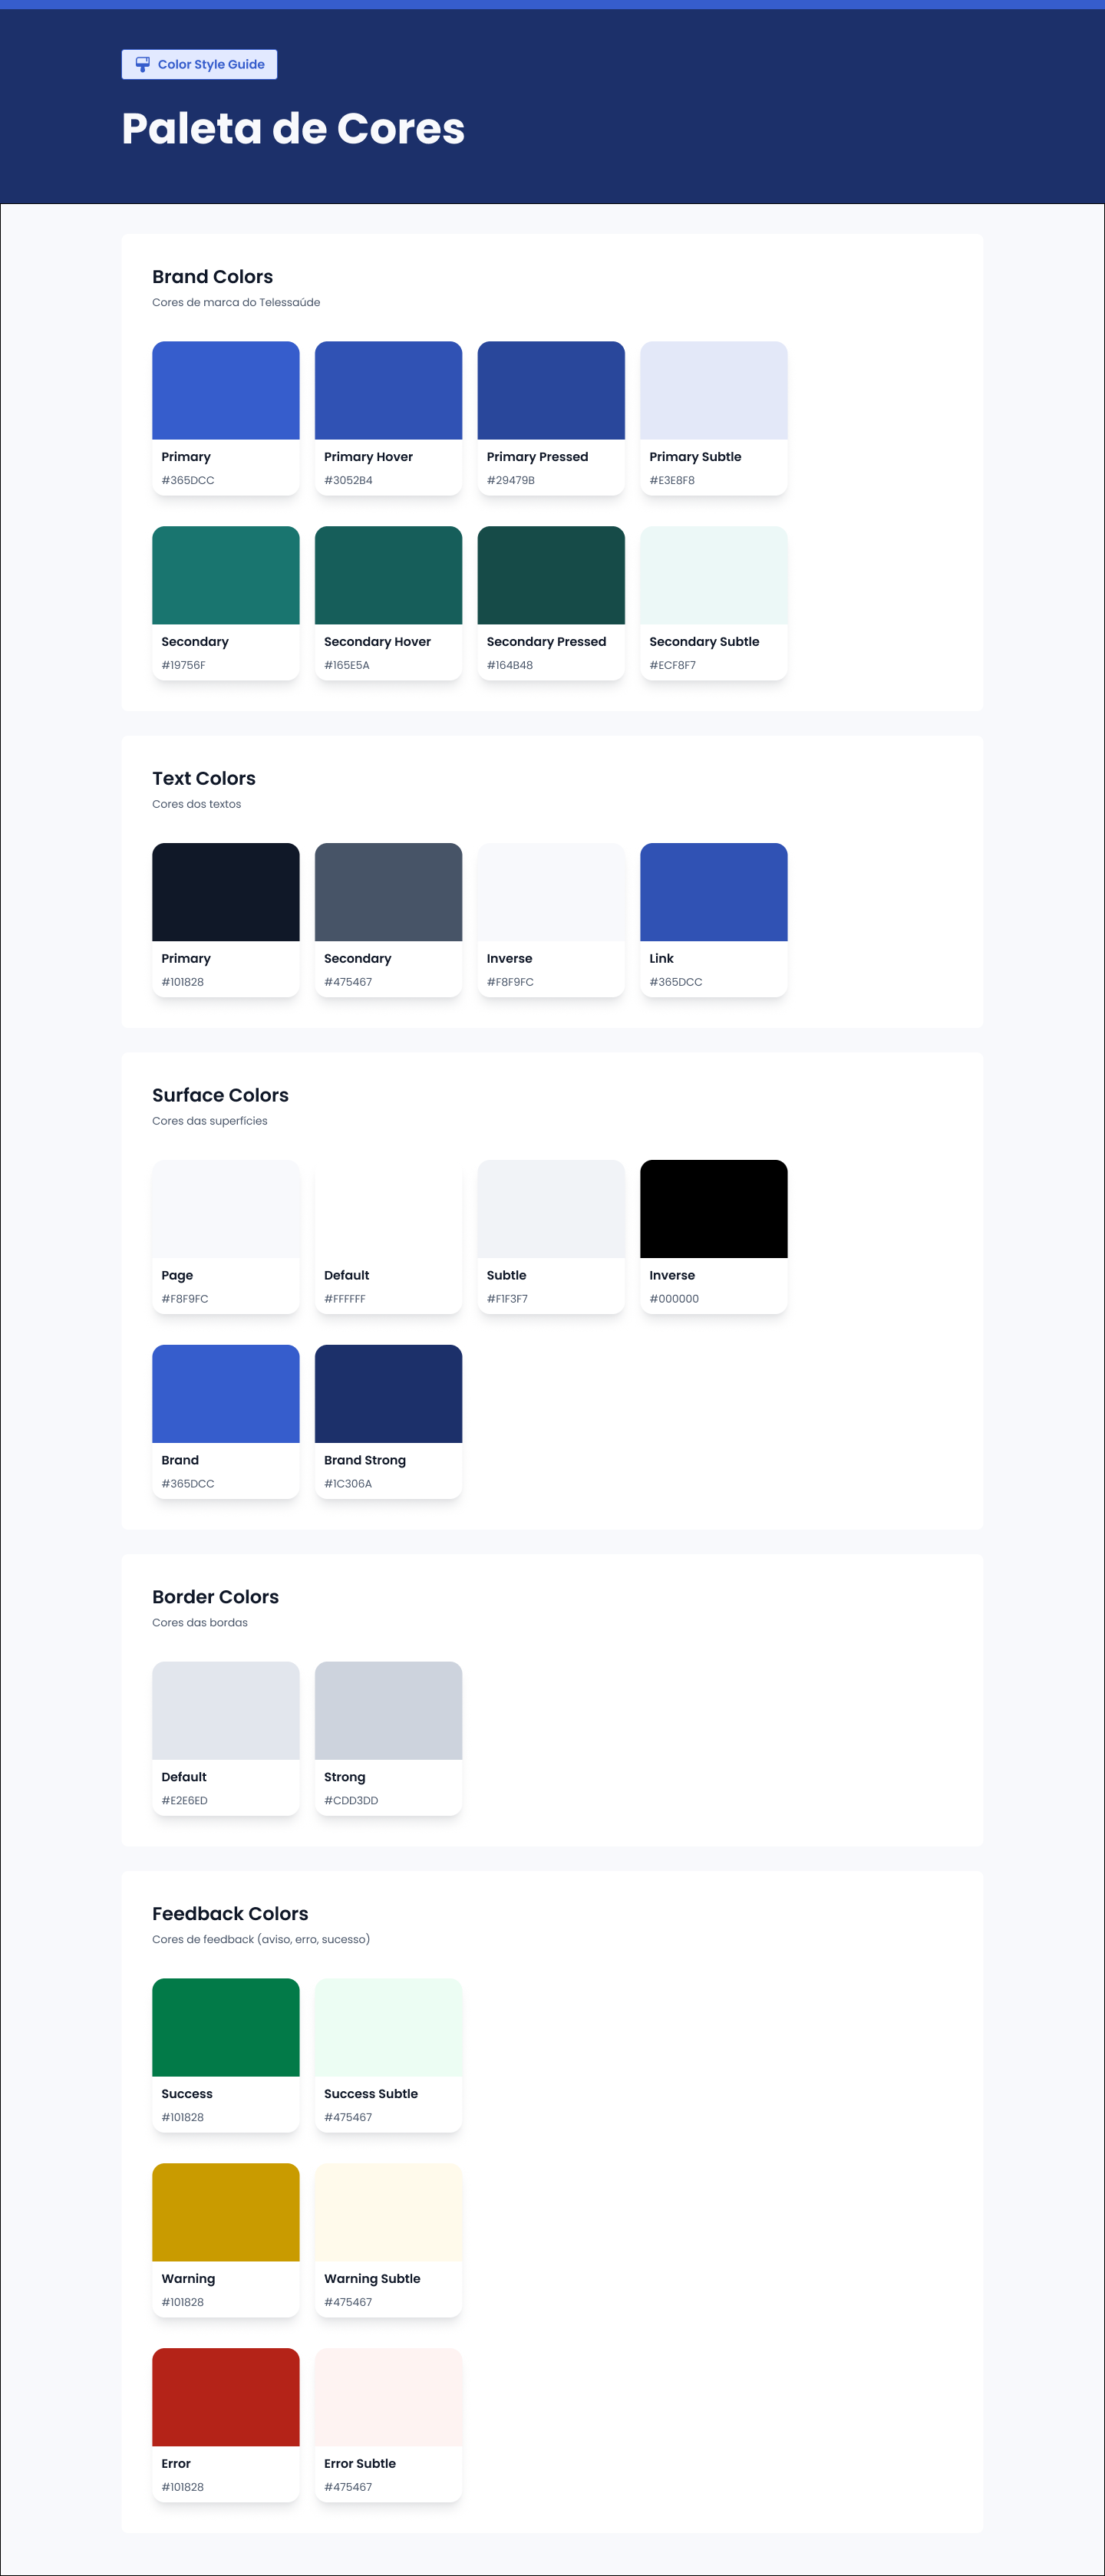 Color Style Guide
Paleta de Cores
Brand Colors
Cores de marca do Telessaúde
Primary
#365DCC
Primary Hover
#3052B4
Primary Pressed
#29479B
Primary Subtle
#E3E8F8
Secondary
#19756F
Secondary Hover
#165E5A
Secondary Pressed
#164B48
Secondary Subtle
#ECF8F7
Text Colors
Cores dos textos
Primary
#101828
Secondary
#475467
Inverse
#F8F9FC
Link
#365DCC
Surface Colors
Cores das superfícies
Page
#F8F9FC
Default
#FFFFFF
Subtle
#F1F3F7
Inverse
#000000
Brand
#365DCC
Brand Strong
#1C306A
Border Colors
Cores das bordas
Default
#E2E6ED
Strong
#CDD3DD
Feedback Colors
Cores de feedback (aviso, erro, sucesso)
Success
#101828
Success Subtle
#475467
Warning
#101828
Warning Subtle
#475467
Error
#101828
Error Subtle
#475467